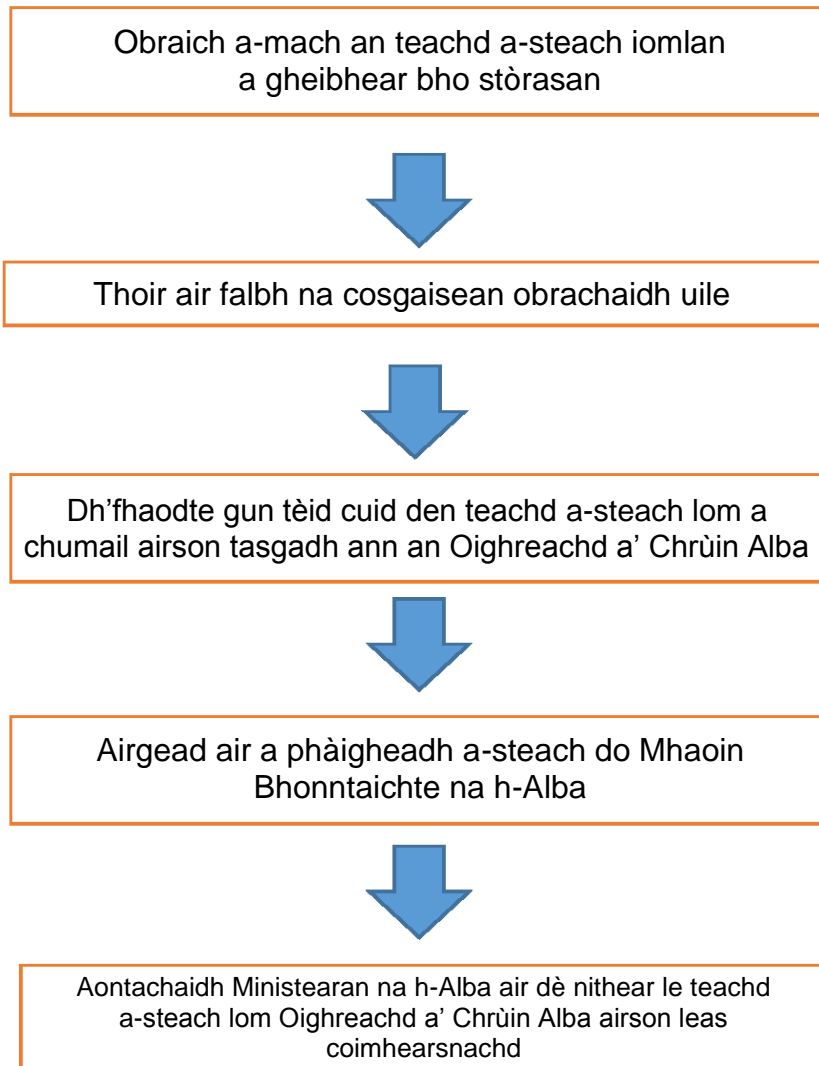 Obraich a-mach an teachd a-steach iomlan
a gheibhear bho stòrasan
Thoir air falbh na cosgaisean obrachaidh uile
Dh'fhaodte gun tèid cuid den teachd a-steach lom a
chumail airson tasgadh ann an Oighreachd a’ Chrùin Alba
Airgead air a phàigheadh a-steach do Mhaoin
Bhonntaichte na h-Alba
Aontachaidh Ministearan na h-Alba air dè nithear le teachd
a-steach lom Oighreachd a’ Chrùin Alba airson leas
coimhearsnachd